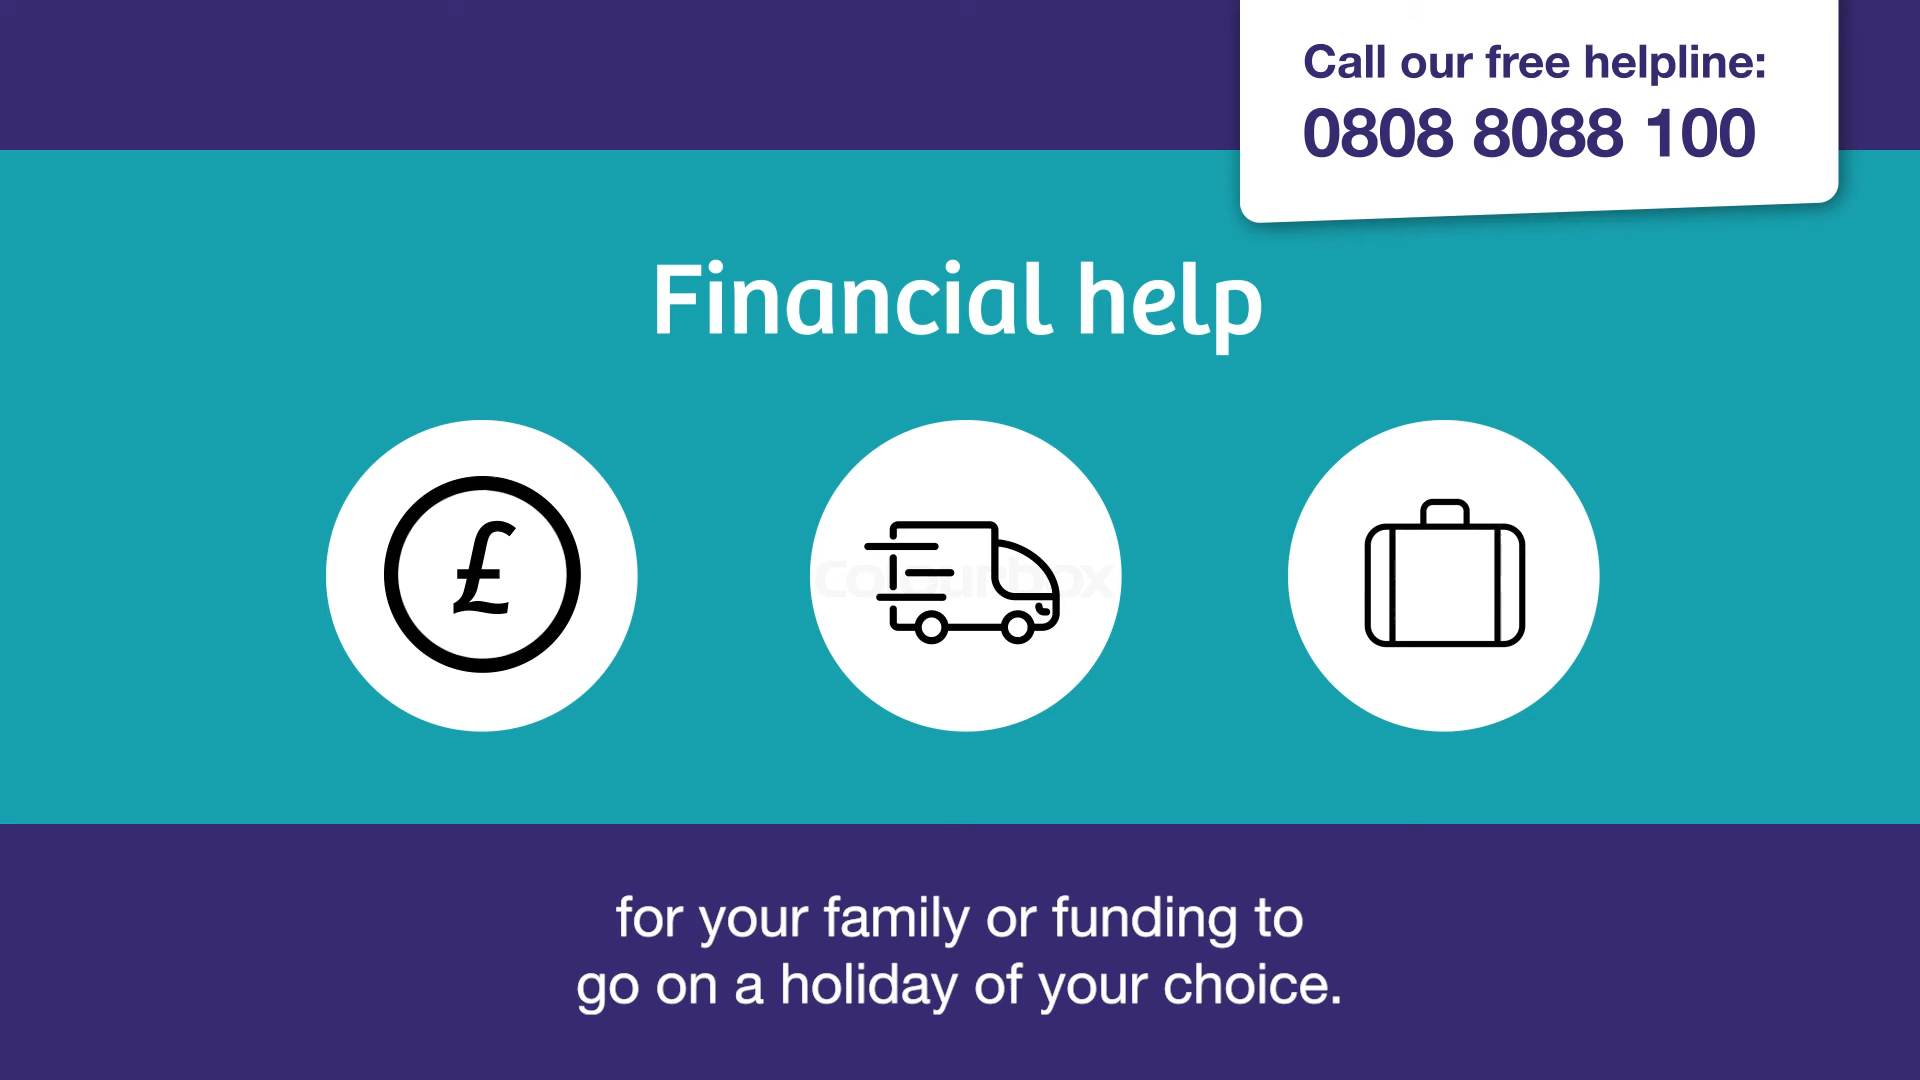 Call our free helpline:
0808 8088 100
Financial help
£
colourbox
for your family or funding to
go on a holiday of your choice.